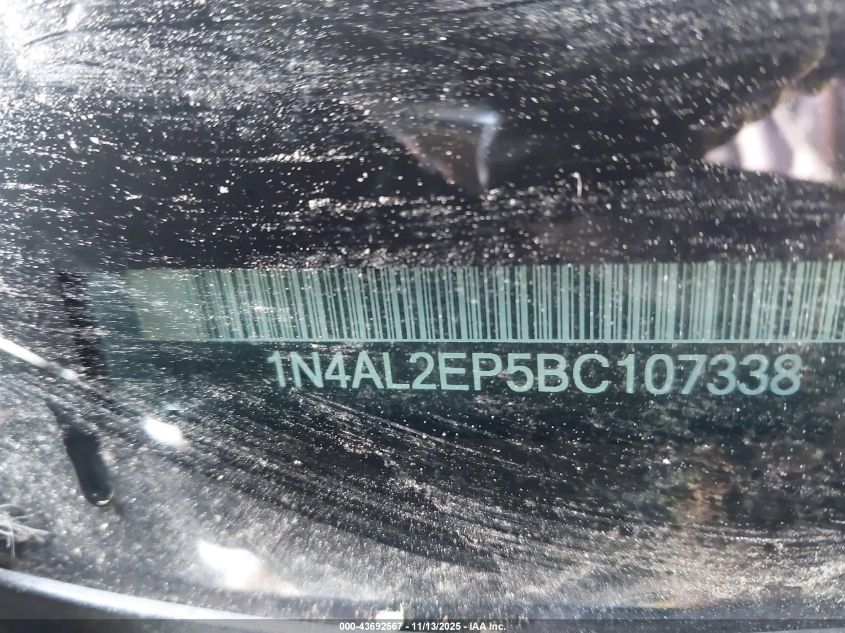 1N4AL2EP5BC107338
000-43692567 - 11/13/2025 - IAA Inc.